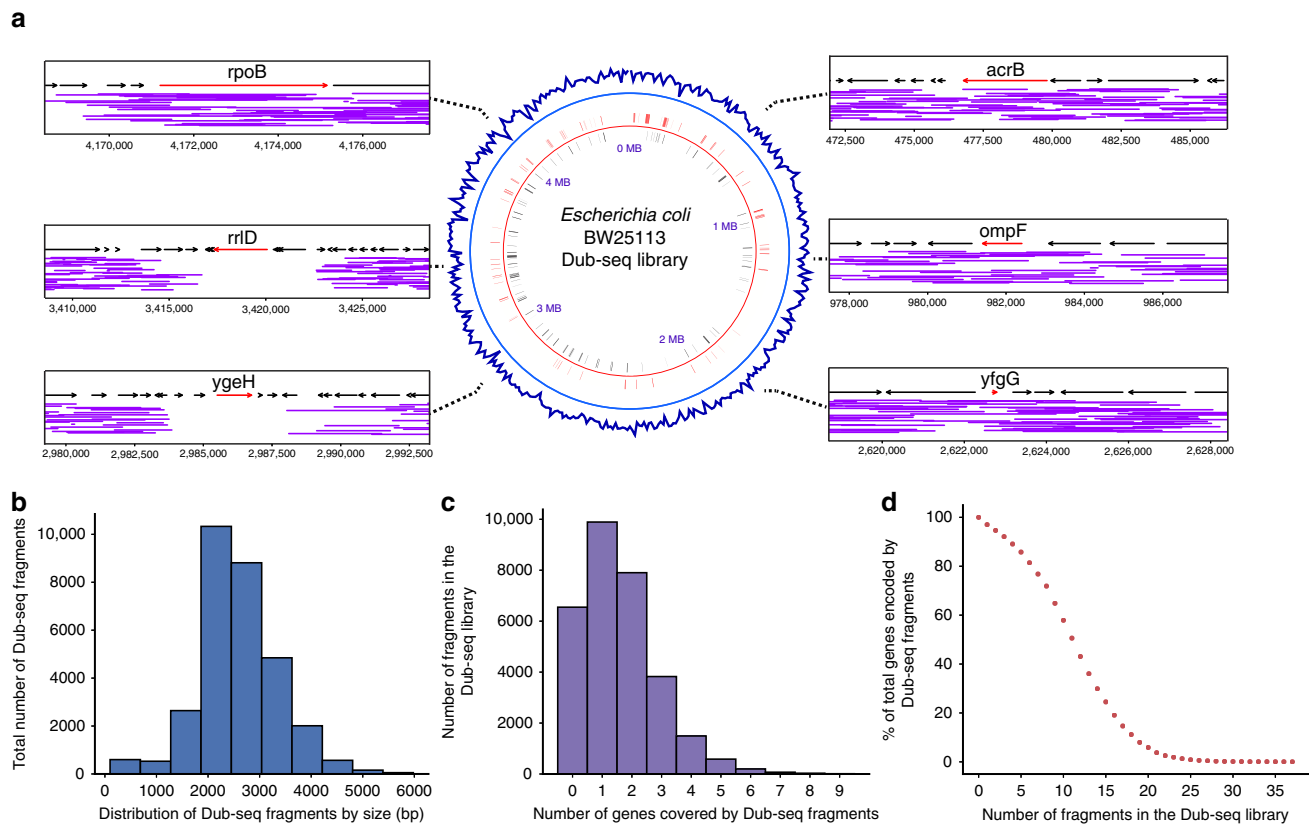 a
rpoB
4,170,000 4,172,000 4,174,000 4,176,000
rrlD
3,410,000 3,415,000 3,420,000 3,425,000
ygeH
2,980,000 2,982,500 2,985,000 2,987,500 2,990,000 2,992,500
0 MB
1 MB
2 MB
3 MB
4 MB
Escherichia coli
BW25113
Dub-seq library
acrB
472,500 475,000 477,500 480,000 482,500 485,000
ompF
978,000 980,000 982,000 984,000 986,000
yfgG
2,620,000 2,622,000 2,624,000 2,626,000 2,628,000
b
Total number of Dub-seq fragments
10,000
8000
6000
4000
2000
0
0 1000 2000 3000 4000 5000 6000
Distribution of Dub-seq fragments by size (bp)
c
Number of fragments in the
Dub-seq library
10,000
8000
6000
4000
2000
0
0 1 2 3 4 5 6 7 8 9
Number of genes covered by Dub-seq fragments
d
% of total genes encoded by
Dub-seq fragments
100
80
60
40
20
0
0 5 10 15 20 25 30 35
Number of fragments in the Dub-seq library